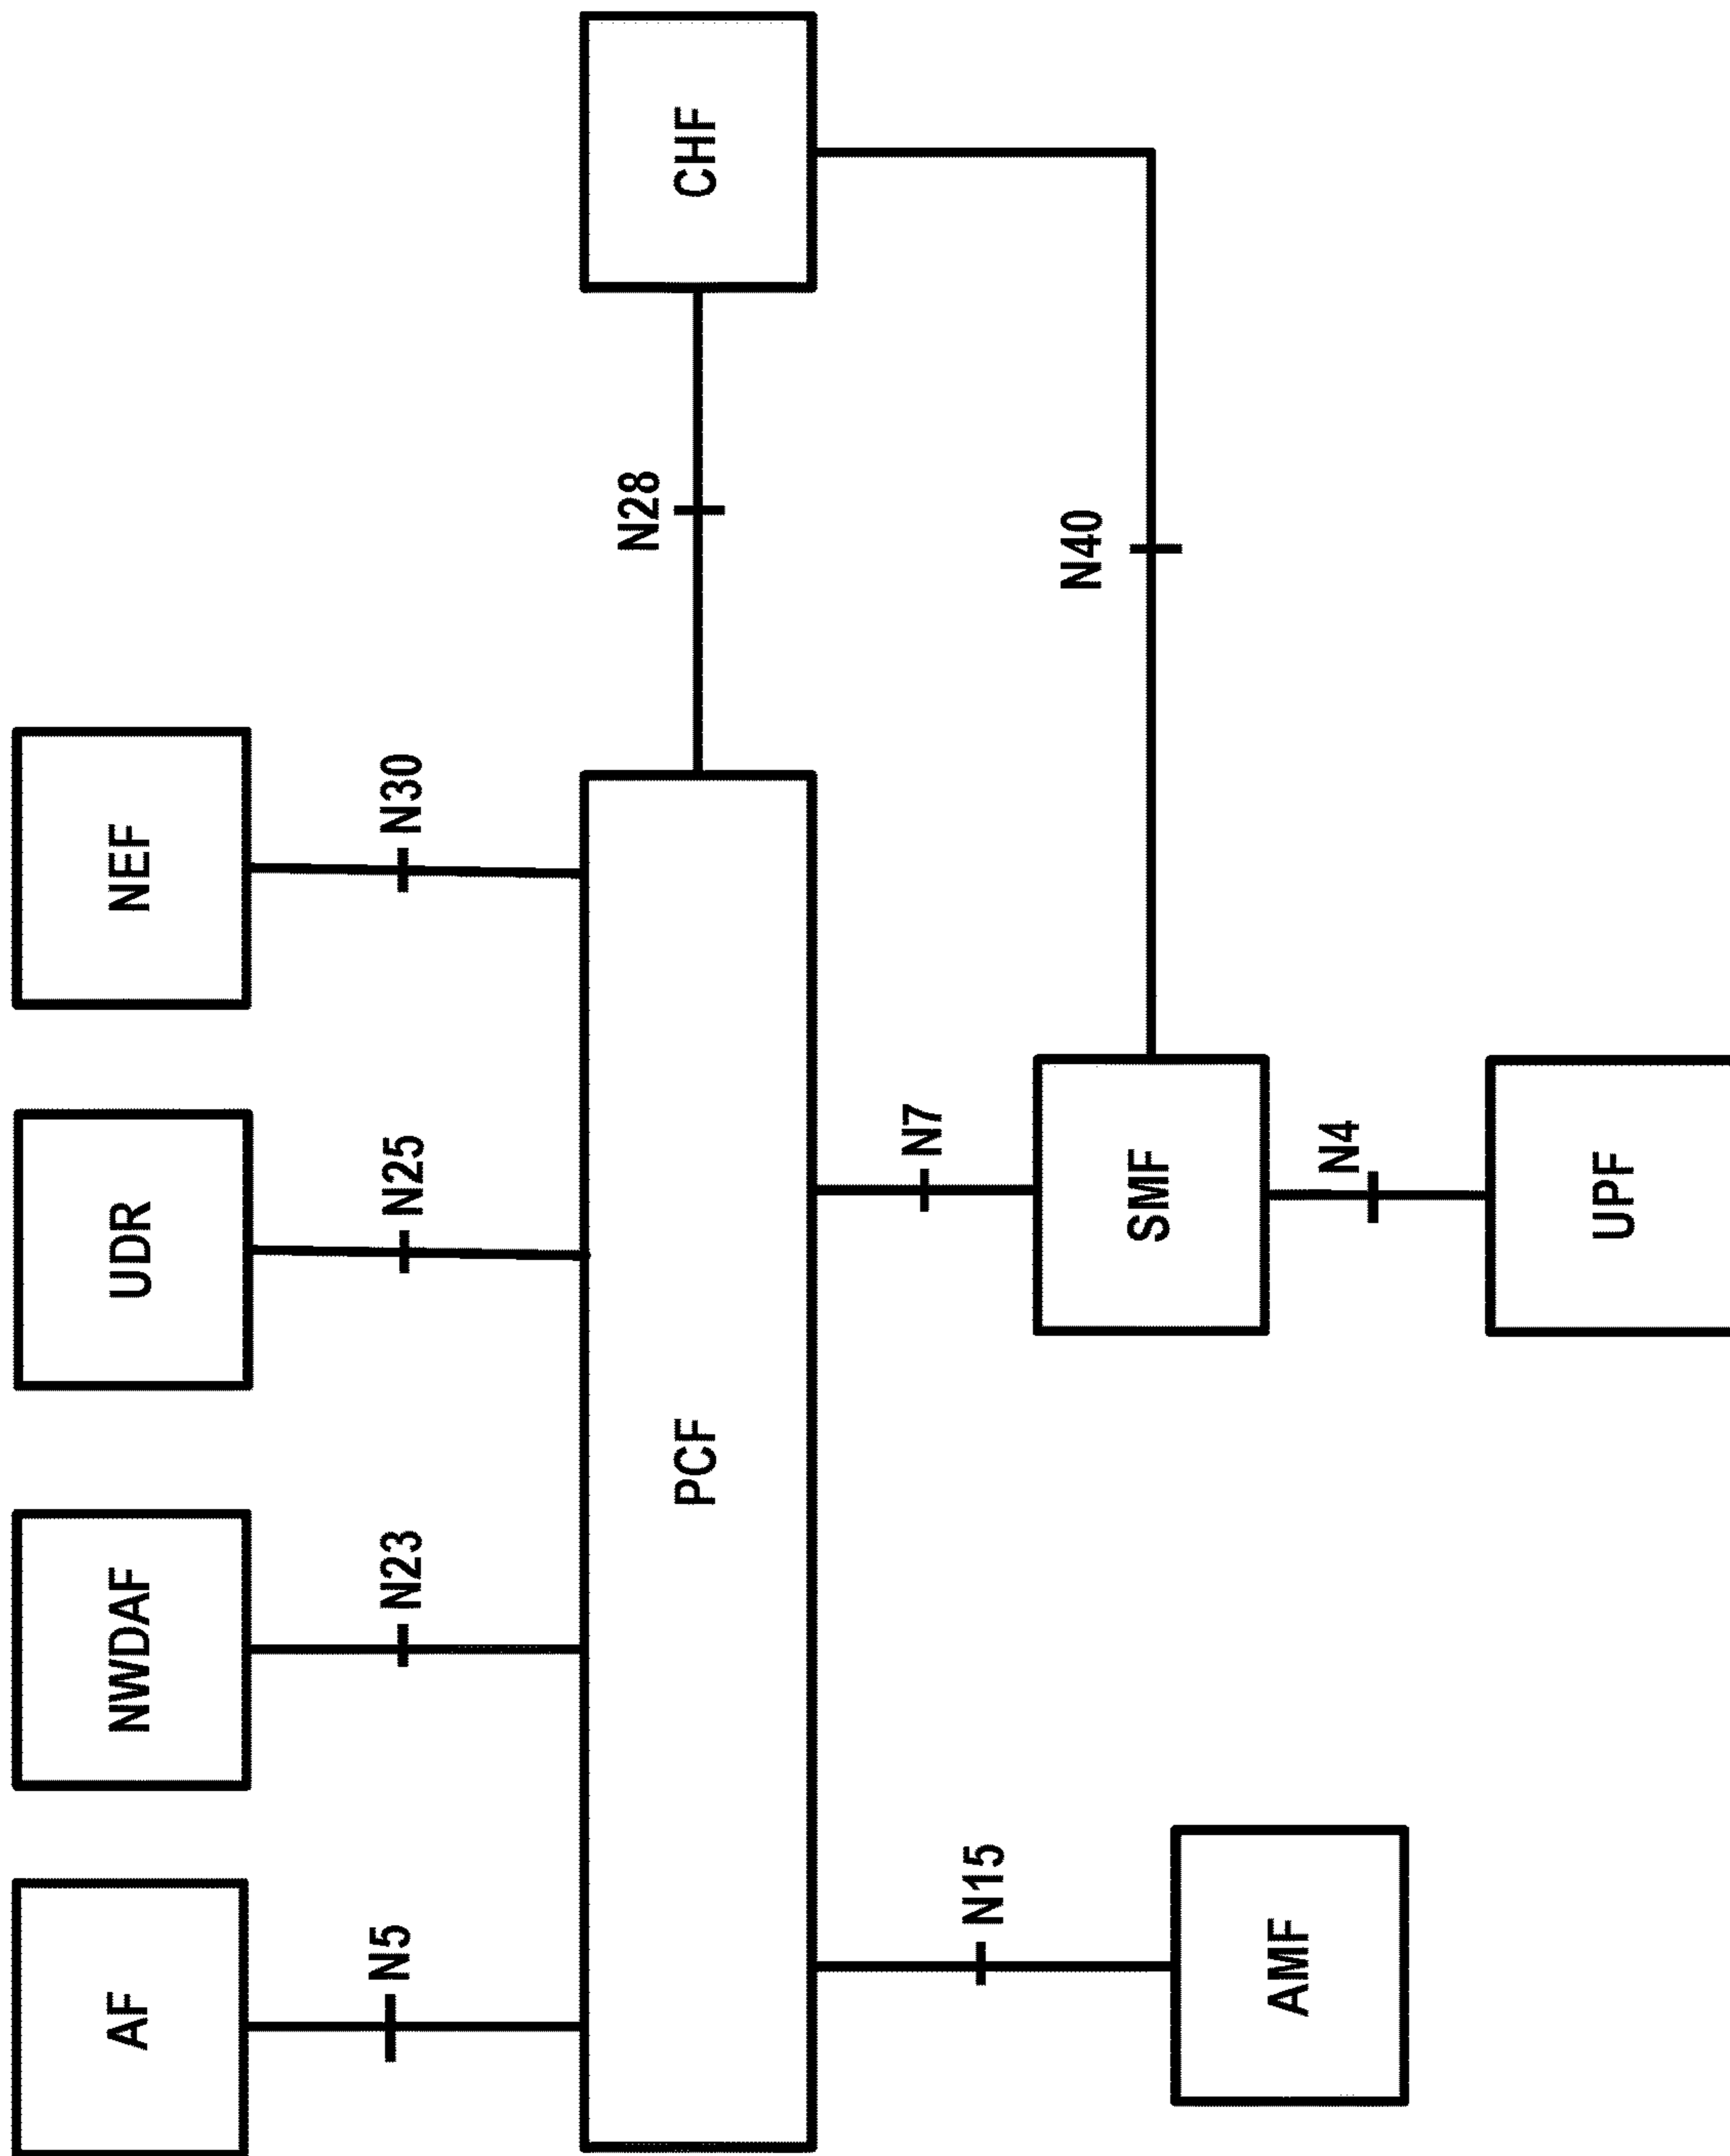 AF
NWDAF
UDR
NEF
N5
N23
N25
N30
PCF
N28
CHF
N7
N15
N40
SMF
AMF
N4
UPF